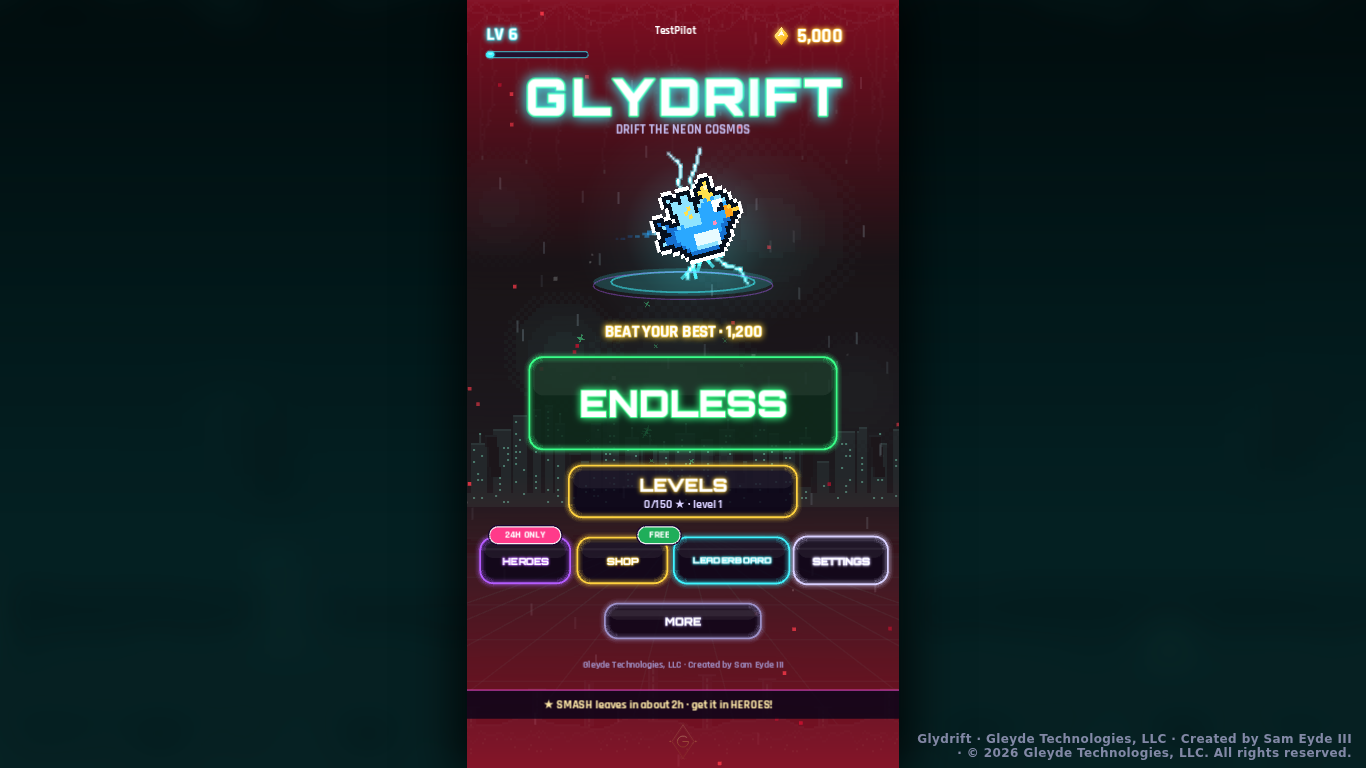 LV 6
TestPilot
5,000
GLYDRIFT
DRIFT THE NEON COSMOS
BEAT YOUR BEST · 1,200
ENDLESS
LEVELS
0/150 ★ · level 1
24H ONLY
FREE
HEROES
SHOP
LEADERBOARD
SETTINGS
MORE
Gleyde Technologies, LLC · Created by Sam Eyde III
★ SMASH leaves in about 2h · get it in HEROES!
G
Glydrift · Gleyde Technologies, LLC · Created by Sam Eyde III
· © 2026 Gleyde Technologies, LLC. All rights reserved.